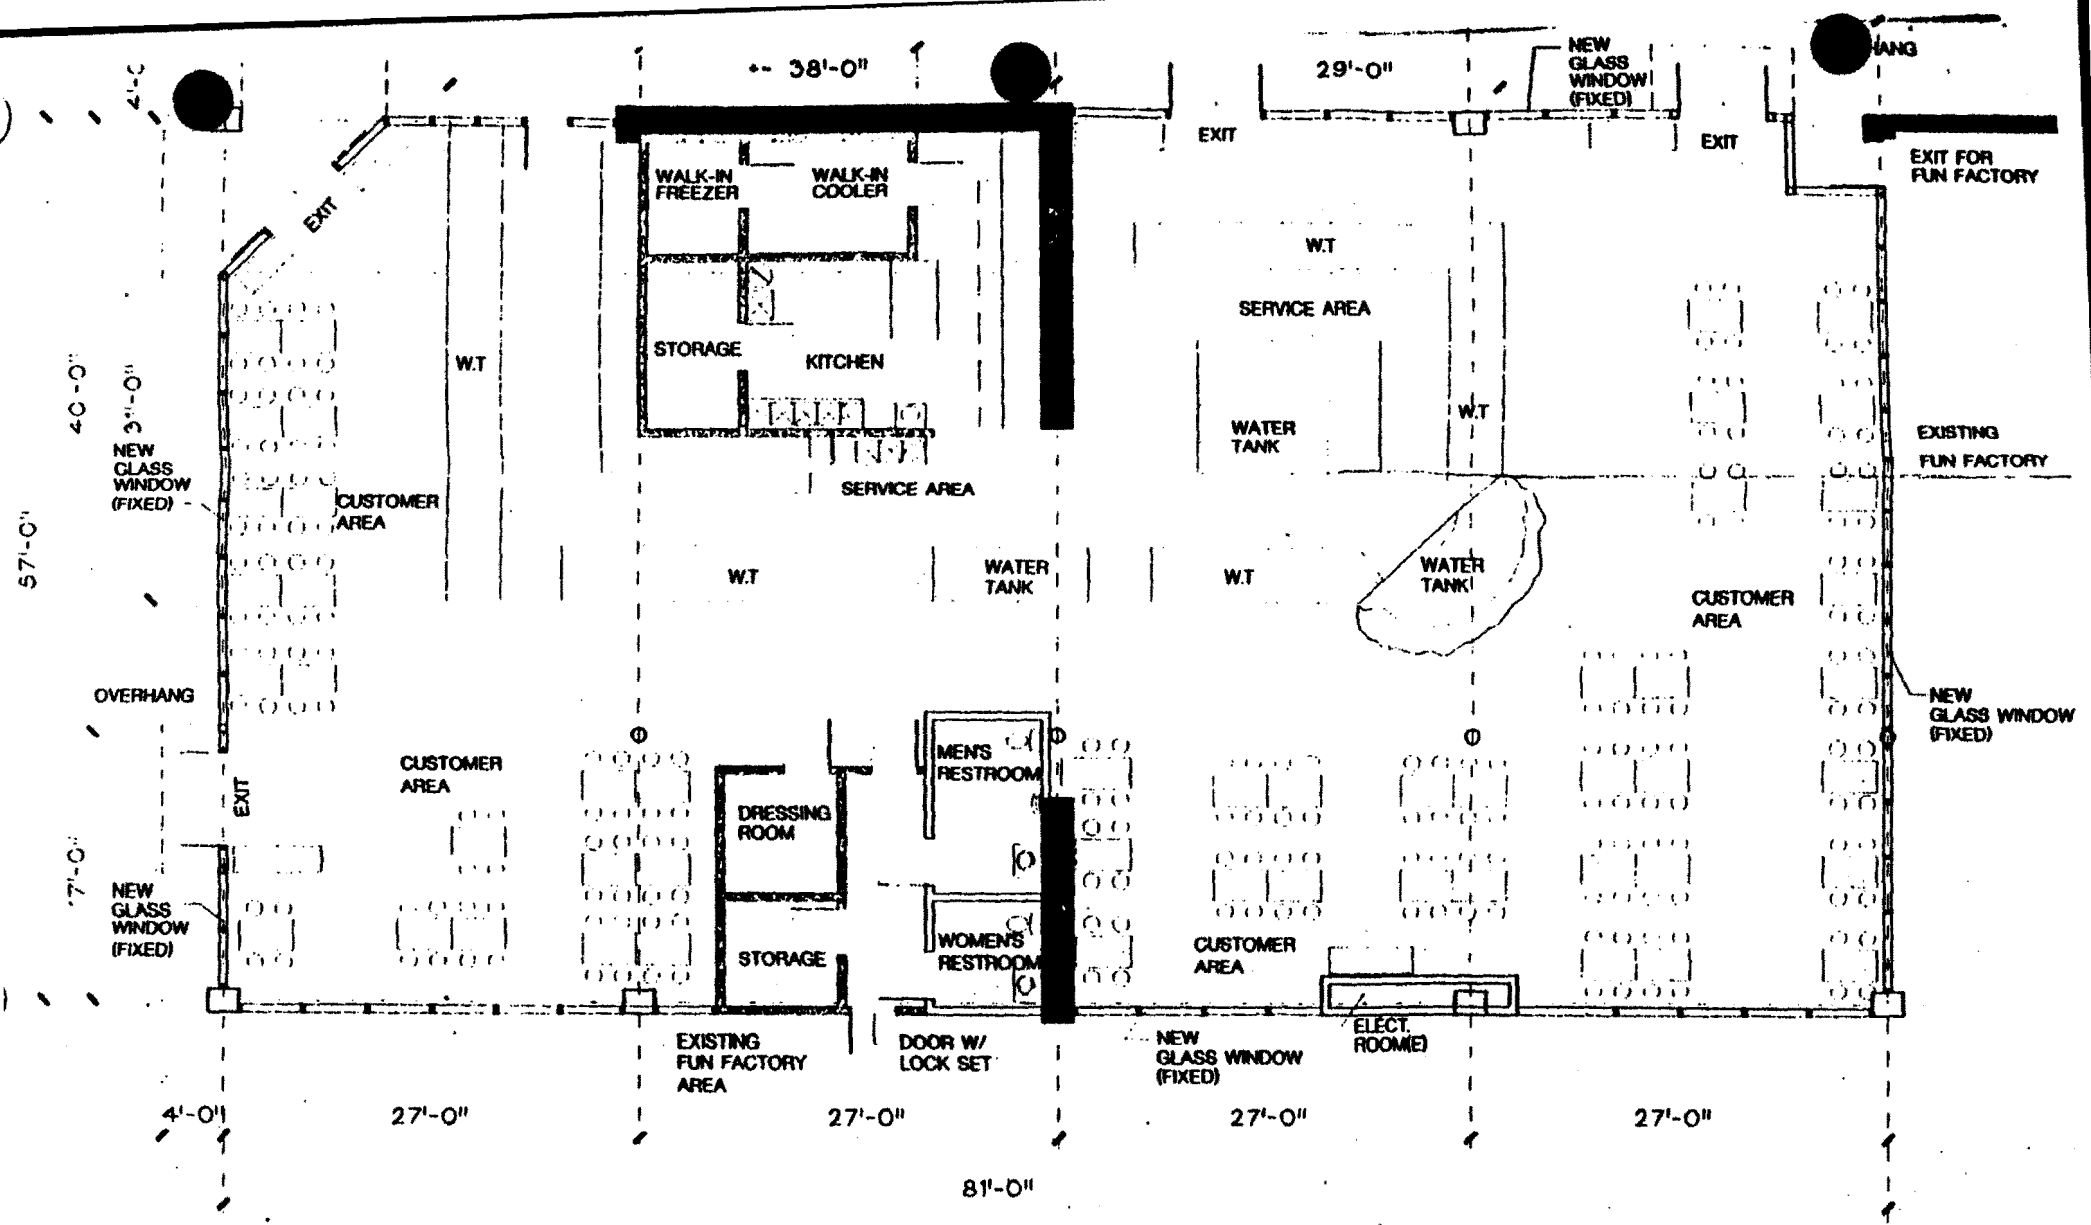 4'-0
+- 38'-0"
29'-0"
NEW
GLASS
WINDOW
(FIXED)
ANG
EXIT
EXIT
EXIT FOR
FUN FACTORY
WALK-IN
FREEZER
WALK-IN
COOLER
EXIT
W.T
SERVICE AREA
STORAGE
KITCHEN
W.T
40'-0"
W.T
WATER
TANK
EXISTING
FUN FACTORY
NEW
GLASS
WINDOW
(FIXED)
CUSTOMER
AREA
SERVICE AREA
57'-0"
W.T
WATER
TANK
W.T
WATER
TANK
CUSTOMER
AREA
OVERHANG
NEW
GLASS WINDOW
(FIXED)
CUSTOMER
AREA
EXIT
MEN'S
RESTROOM
DRESSING
ROOM
17'-0"
NEW
GLASS
WINDOW
(FIXED)
STORAGE
WOMEN'S
RESTROOM
CUSTOMER
AREA
EXISTING
FUN FACTORY
AREA
DOOR W/
LOCK SET
NEW
GLASS WINDOW
(FIXED)
ELECT.
ROOM(E)
4'-0"
27'-0"
27'-0"
27'-0"
27'-0"
81'-0"